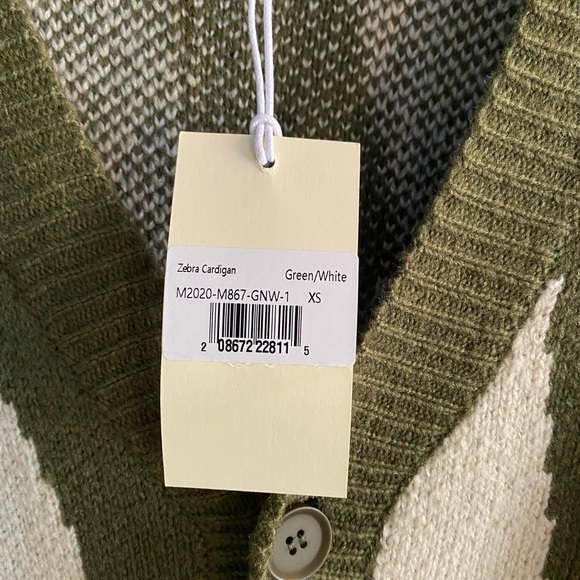 Zebra Cardigan Green/White
M2020-M867-GNW-1 XS
2 08672 22811 5